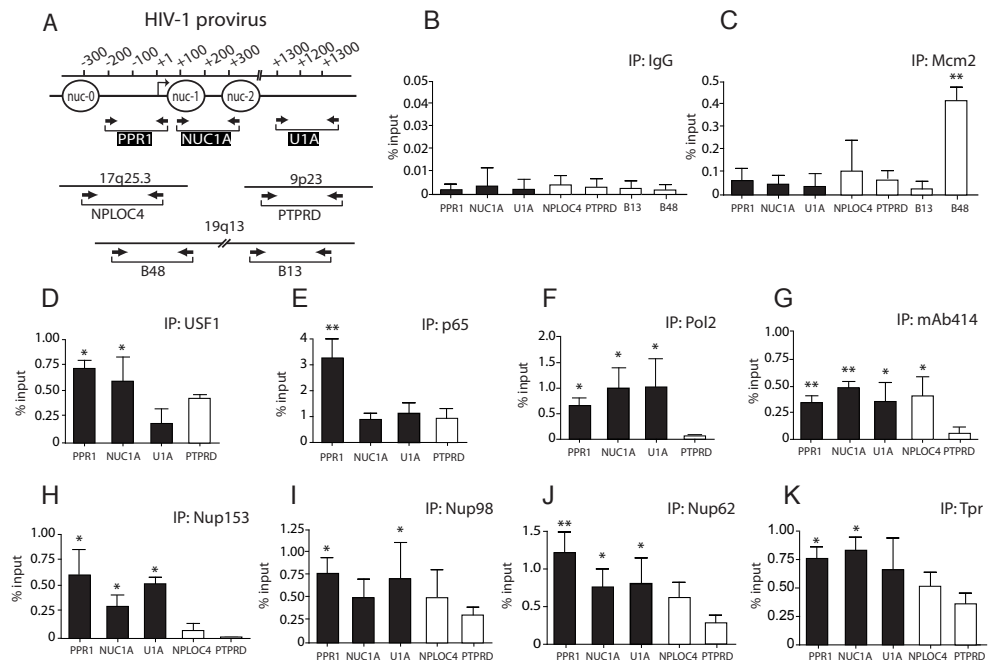 A
HIV-1 provirus
-300 -200 -100 +1 +100 +200 +300 +1300 +1200 +1300
nuc-0 nuc-1 nuc-2
PPR1 NUC1A U1A
17q25.3 9p23
NPLOC4 PTPRD
19q13
B48 B13
B
IP: IgG
% input
0.05
0.04
0.03
0.02
0.01
0
PPR1 NUC1A U1A NPLOC4 PTPRD B13 B48
C
IP: Mcm2
% input
0.5
0.4
0.3
0.2
0.1
0
**
PPR1 NUC1A U1A NPLOC4 PTPRD B13 B48
D
IP: USF1
% input
1.00
0.75
0.50
0.25
0
* *
PPR1 NUC1A U1A PTPRD
E
IP: p65
% input
4
3
2
1
0
**
PPR1 NUC1A U1A PTPRD
F
IP: Pol2
% input
2.0
1.5
1.0
0.5
0
* * *
PPR1 NUC1A U1A PTPRD
G
IP: mAb414
% input
1.00
0.75
0.50
0.25
0
** ** * *
PPR1 NUC1A U1A NPLOC4 PTPRD
H
IP: Nup153
% input
1.00
0.75
0.50
0.25
0
* * *
PPR1 NUC1A U1A NPLOC4 PTPRD
I
IP: Nup98
% input
1.25
1.00
0.75
0.50
0.25
0
* *
PPR1 NUC1A U1A NPLOC4 PTPRD
J
IP: Nup62
% input
1.5
1.0
0.5
0
** * *
PPR1 NUC1A U1A NPLOC4 PTPRD
K
IP: Tpr
% input
1.00
0.75
0.50
0.25
0
* *
PPR1 NUC1A U1A NPLOC4 PTPRD